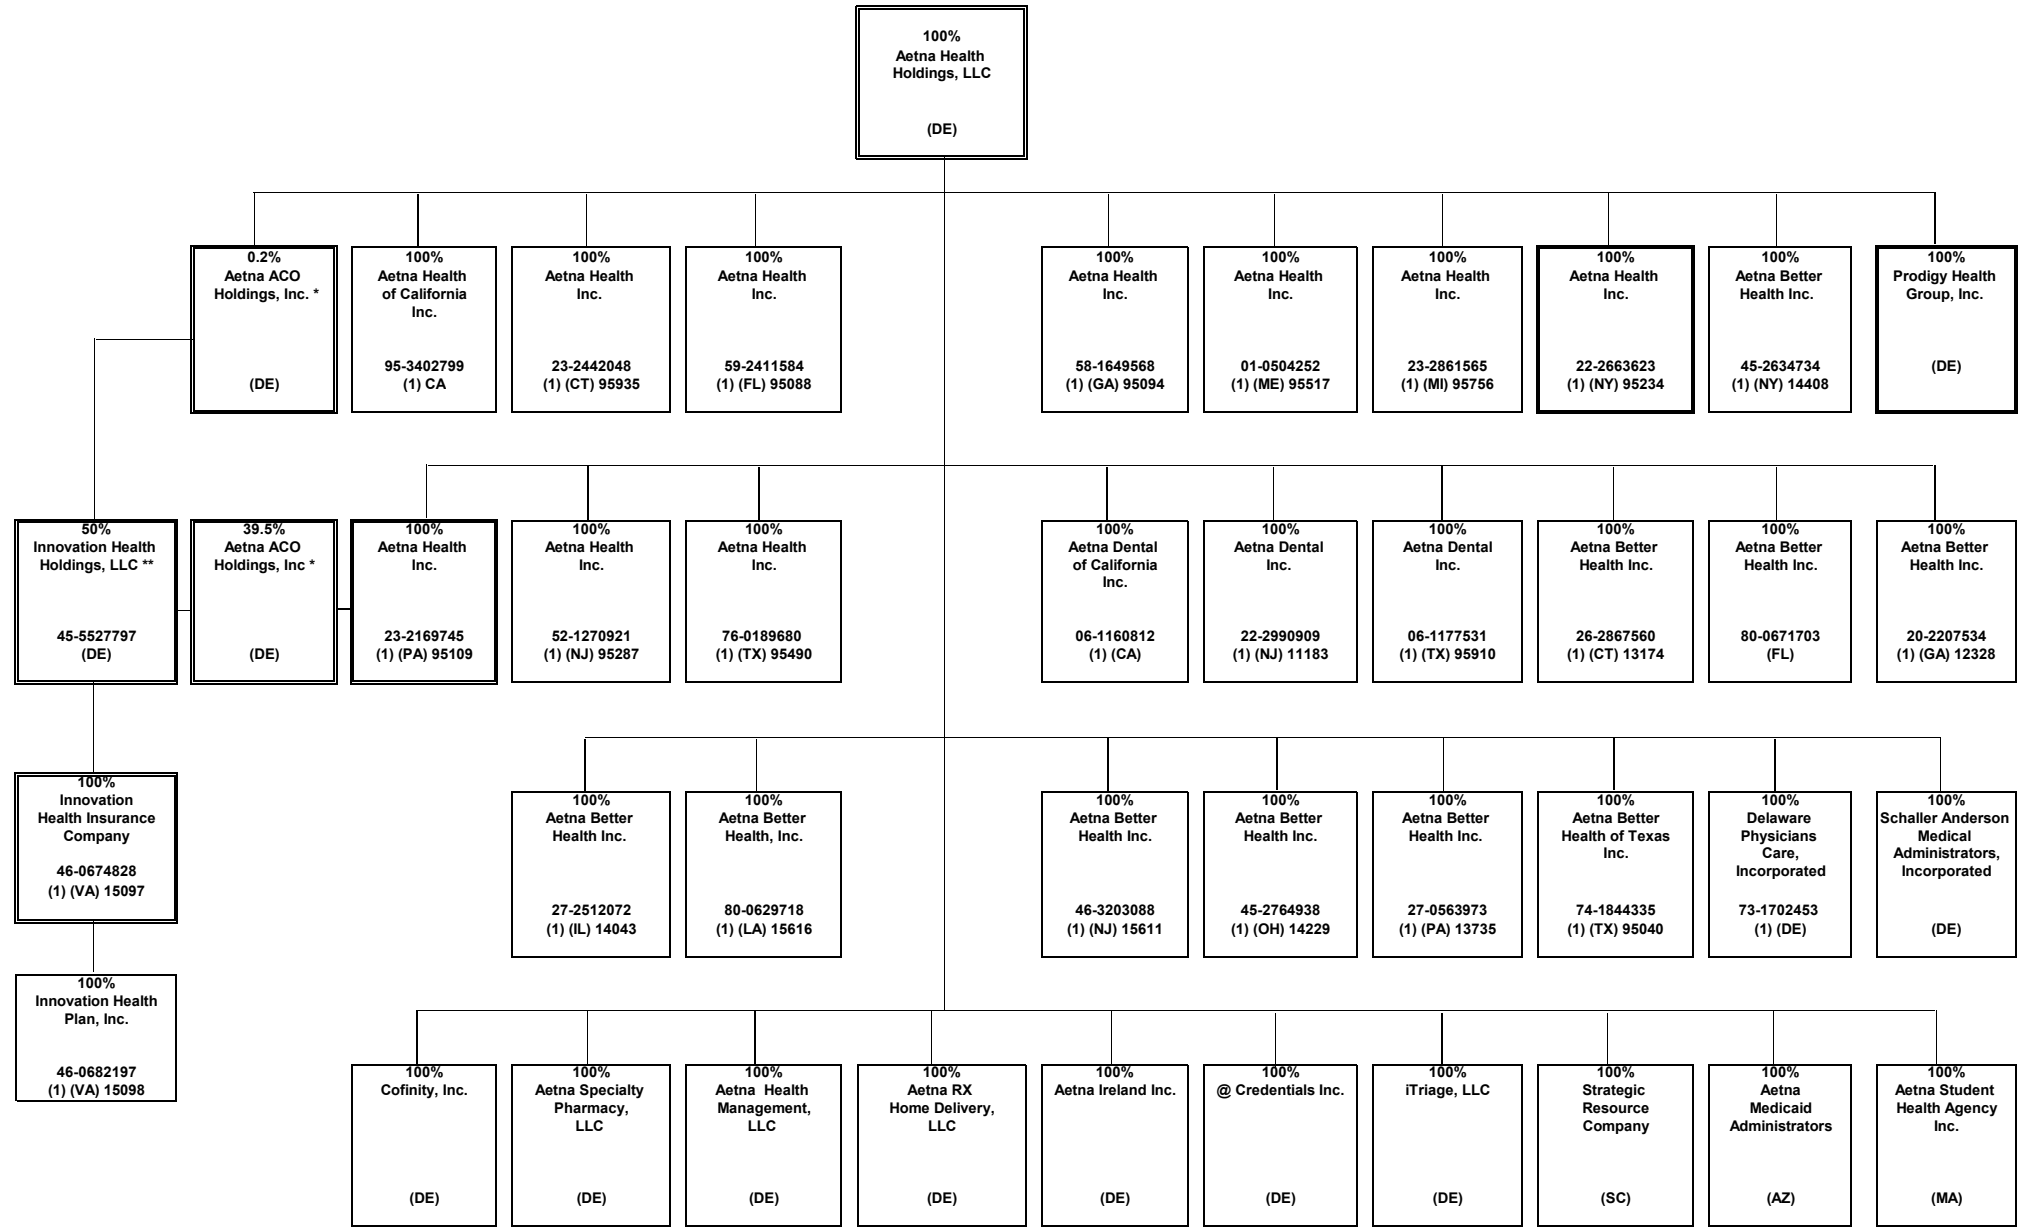 100%
Aetna Health
Holdings, LLC
(DE)
0.2%
Aetna ACO
Holdings, Inc. *
(DE)
100%
Aetna Health
of California
Inc.
95-3402799
(1) CA
100%
Aetna Health
Inc.
23-2442048
(1) (CT) 95935
100%
Aetna Health
Inc.
59-2411584
(1) (FL) 95088
100%
Aetna Health
Inc.
58-1649568
(1) (GA) 95094
100%
Aetna Health
Inc.
01-0504252
(1) (ME) 95517
100%
Aetna Health
Inc.
23-2861565
(1) (MI) 95756
100%
Aetna Health
Inc.
22-2663623
(1) (NY) 95234
100%
Aetna Better
Health Inc.
45-2634734
(1) (NY) 14408
100%
Prodigy Health
Group, Inc.
(DE)
50%
Innovation Health
Holdings, LLC **
45-5527797
(DE)
39.5%
Aetna ACO
Holdings, Inc *
(DE)
100%
Aetna Health
Inc.
23-2169745
(1) (PA) 95109
100%
Aetna Health
Inc.
52-1270921
(1) (NJ) 95287
100%
Aetna Health
Inc.
76-0189680
(1) (TX) 95490
100%
Aetna Dental
of California
Inc.
06-1160812
(1) (CA)
100%
Aetna Dental
Inc.
22-2990909
(1) (NJ) 11183
100%
Aetna Dental
Inc.
06-1177531
(1) (TX) 95910
100%
Aetna Better
Health Inc.
26-2867560
(1) (CT) 13174
100%
Aetna Better
Health Inc.
80-0671703
(FL)
100%
Aetna Better
Health Inc.
20-2207534
(1) (GA) 12328
100%
Innovation
Health Insurance
Company
46-0674828
(1) (VA) 15097
100%
Aetna Better
Health Inc.
27-2512072
(1) (IL) 14043
100%
Aetna Better
Health, Inc.
80-0629718
(1) (LA) 15616
100%
Aetna Better
Health Inc.
46-3203088
(1) (NJ) 15611
100%
Aetna Better
Health Inc.
45-2764938
(1) (OH) 14229
100%
Aetna Better
Health Inc.
27-0563973
(1) (PA) 13735
100%
Aetna Better
Health of Texas
Inc.
74-1844335
(1) (TX) 95040
100%
Delaware
Physicians
Care,
Incorporated
73-1702453
(1) (DE)
100%
Schaller Anderson
Medical
Administrators,
Incorporated
(DE)
100%
Innovation Health
Plan, Inc.
46-0682197
(1) (VA) 15098
100%
Cofinity, Inc.
(DE)
100%
Aetna Specialty
Pharmacy,
LLC
(DE)
100%
Aetna Health
Management,
LLC
(DE)
100%
Aetna RX
Home Delivery,
LLC
(DE)
100%
Aetna Ireland Inc.
(DE)
100%
@ Credentials Inc.
(DE)
100%
iTriage, LLC
(DE)
100%
Strategic
Resource
Company
(SC)
100%
Aetna
Medicaid
Administrators
(AZ)
100%
Aetna Student
Health Agency
Inc.
(MA)